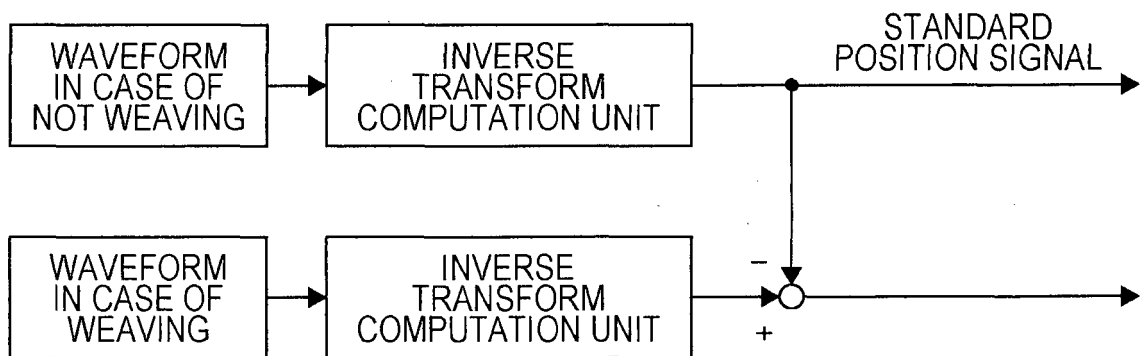 WAVEFORM
IN CASE OF
NOT WEAVING
INVERSE
TRANSFORM
COMPUTATION UNIT
STANDARD
POSITION SIGNAL
WAVEFORM
IN CASE OF
WEAVING
INVERSE
TRANSFORM
COMPUTATION UNIT
−
+